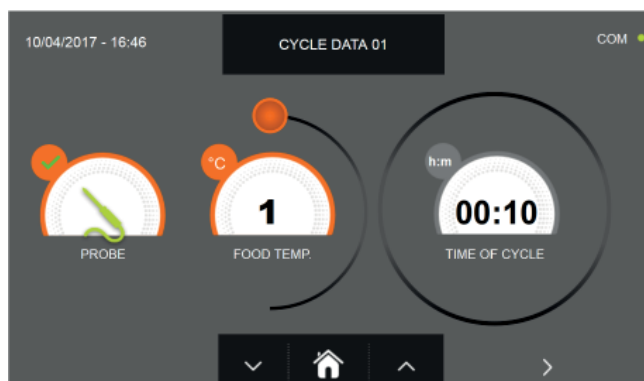 10/04/2017 - 16:46
CYCLE DATA 01
COM
°C
1
h:m
00:10
PROBE
FOOD TEMP.
TIME OF CYCLE